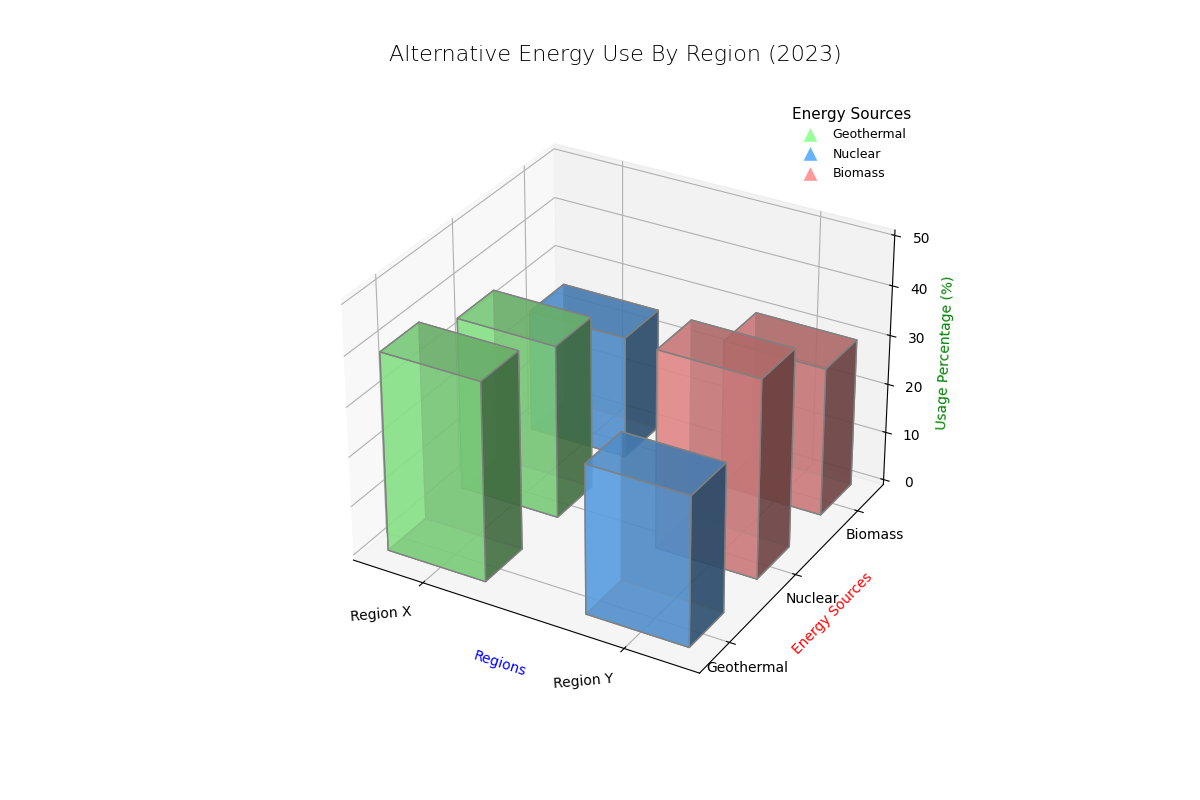 Alternative Energy Use By Region (2023)
Energy Sources
Geothermal
Nuclear
Biomass
50
40
30
20
10
0
Usage Percentage (%)
Biomass
Nuclear
Geothermal
Energy Sources
Region X
Region Y
Regions